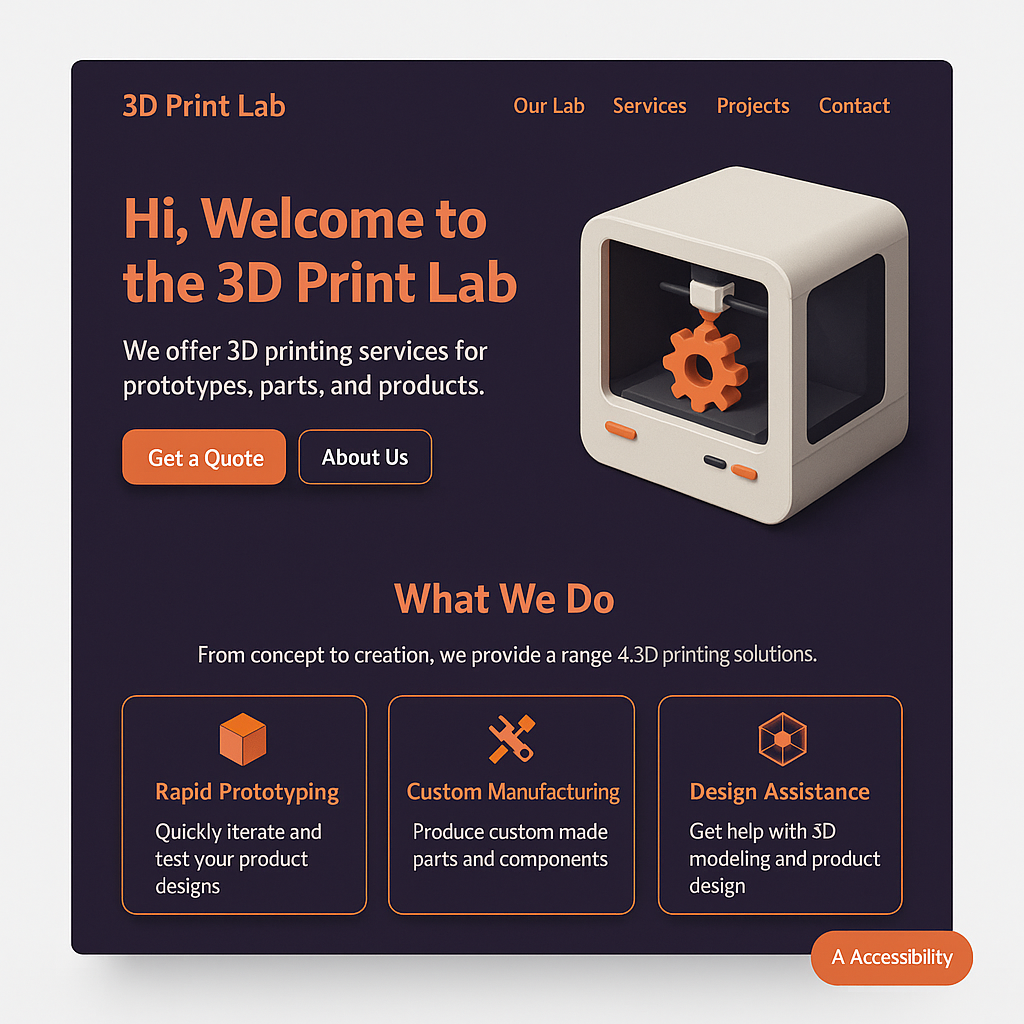 3D Print Lab
Our Lab Services Projects Contact
Hi, Welcome to
the 3D Print Lab
We offer 3D printing services for
prototypes, parts, and products.
Get a Quote About Us
What We Do
From concept to creation, we provide a range 4.3D printing solutions.
Rapid Prototyping
Quickly iterate and
test your product
designs
Custom Manufacturing
Produce custom made
parts and components
Design Assistance
Get help with 3D
modeling and product
design
A Accessibility